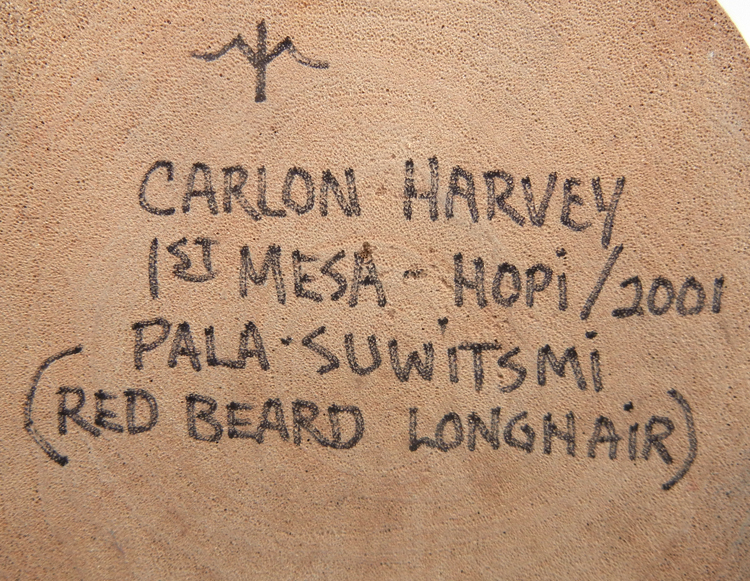 CARLON HARVEY
1ST MESA - HOPi/2001
PALA·SUWiTSMi
(RED BEARD LONGHAiR)